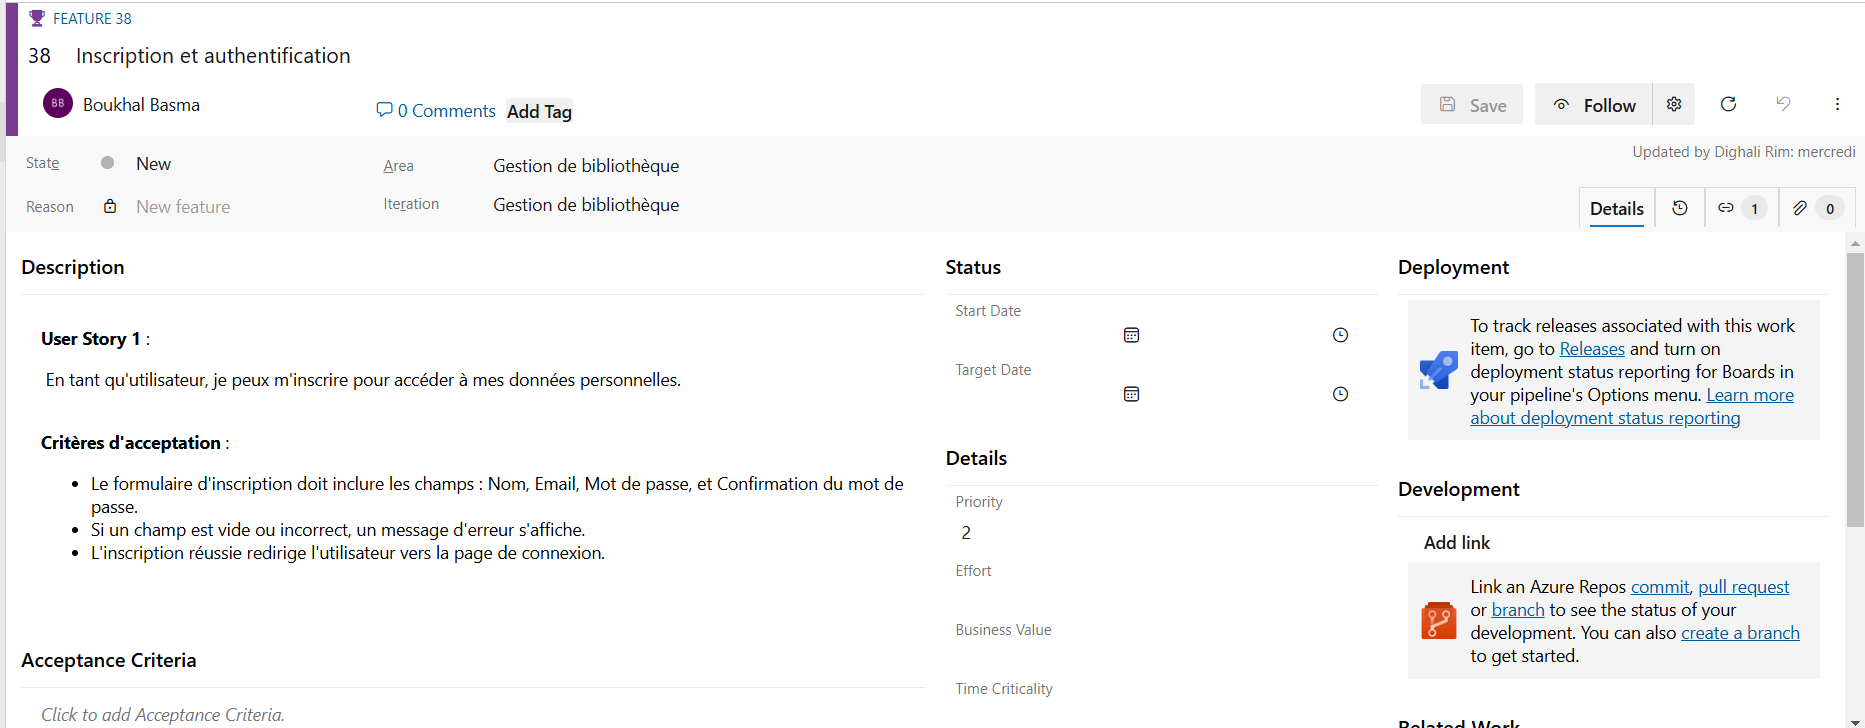 FEATURE 38
38 Inscription et authentification
BB Boukhal Basma
0 Comments Add Tag
Save Follow
State New
Area Gestion de bibliothèque
Updated by Dighali Rim: mercredi
Reason New feature
Iteration Gestion de bibliothèque
Details 1 0
Description
User Story 1 :
En tant qu'utilisateur, je peux m'inscrire pour accéder à mes données personnelles.
Critères d'acceptation :
• Le formulaire d'inscription doit inclure les champs : Nom, Email, Mot de passe, et Confirmation du mot de
passe.
• Si un champ est vide ou incorrect, un message d'erreur s'affiche.
• L'inscription réussie redirige l'utilisateur vers la page de connexion.
Acceptance Criteria
Click to add Acceptance Criteria.
Status
Start Date
Target Date
Details
Priority
2
Effort
Business Value
Time Criticality
Deployment
To track releases associated with this work
item, go to Releases and turn on
deployment status reporting for Boards in
your pipeline's Options menu. Learn more
about deployment status reporting
Development
Add link
Link an Azure Repos commit, pull request
or branch to see the status of your
development. You can also create a branch
to get started.
Related Work